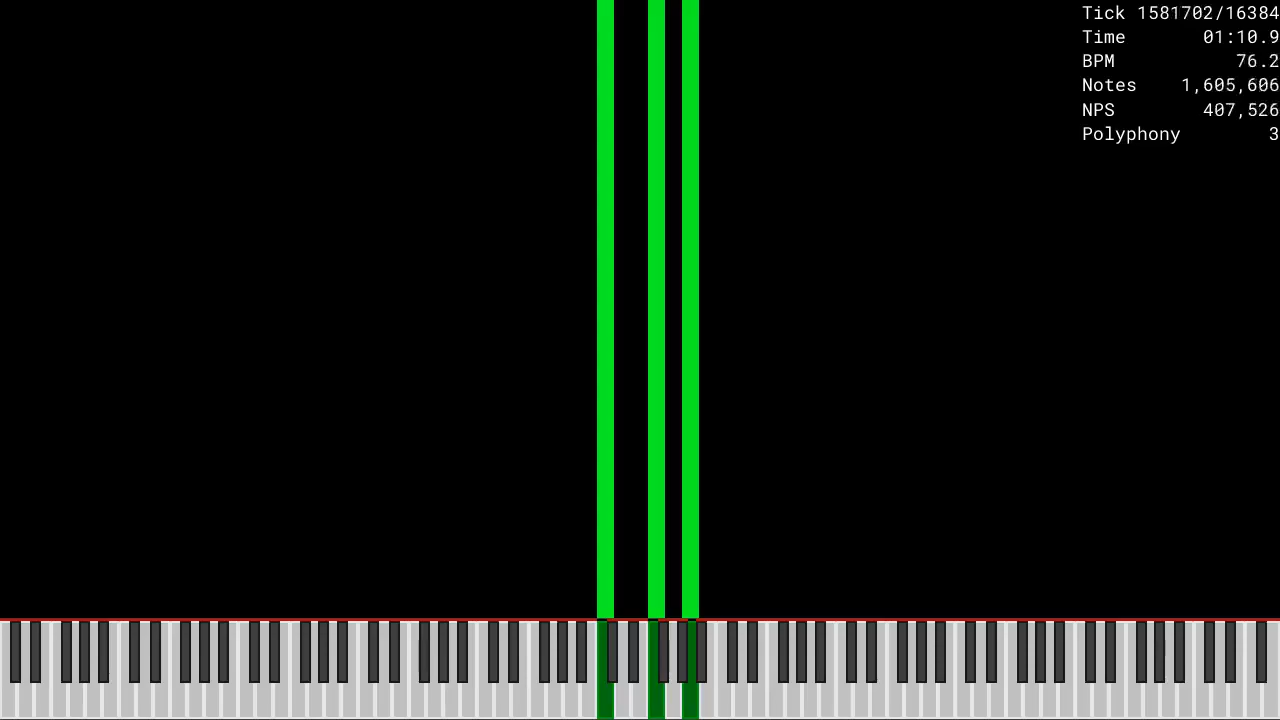 Tick 1581702/16384
Time 01:10.9
BPM 76.2
Notes 1,605,606
NPS 407,526
Polyphony 3